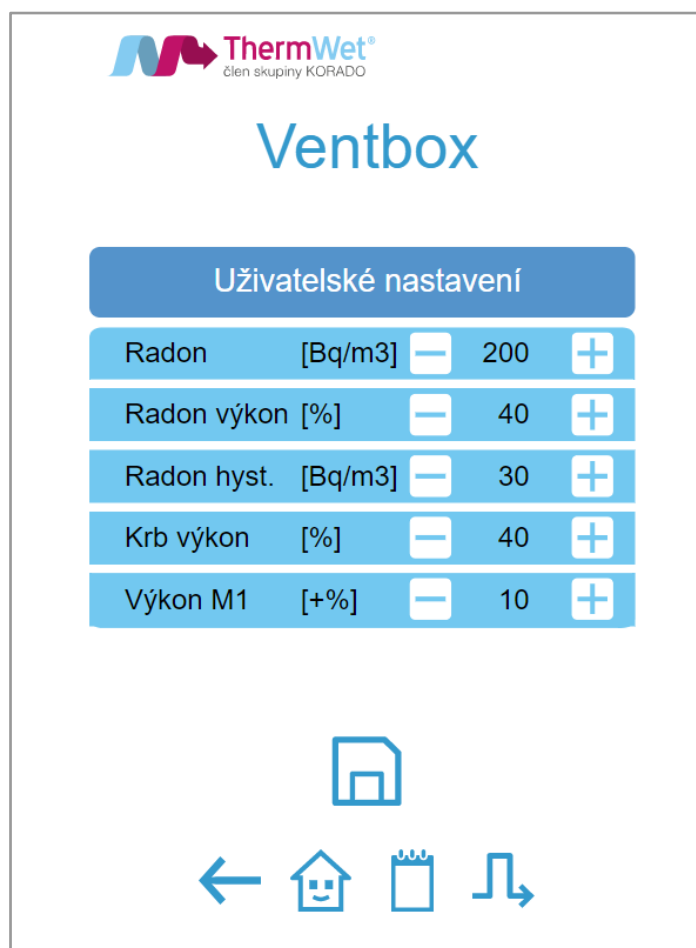 ThermWet®
člen skupiny KORADO
Ventbox
Uživatelské nastavení
Radon [Bq/m3] 200
Radon výkon [%] 40
Radon hyst. [Bq/m3] 30
Krb výkon [%] 40
Výkon M1 [+%] 10